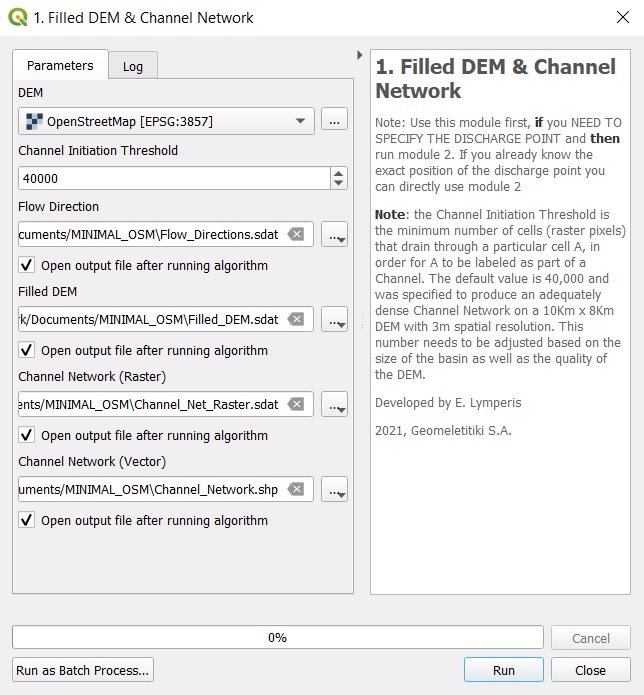 1. Filled DEM & Channel Network
Parameters
Log
DEM
OpenStreetMap [EPSG:3857]
...
Channel Initiation Threshold
40000
Flow Direction
cuments/MINIMAL_OSM\Flow_Directions.sdat
...
Open output file after running algorithm
Filled DEM
k/Documents/MINIMAL_OSM\Filled_DEM.sdat
...
Open output file after running algorithm
Channel Network (Raster)
ents/MINIMAL_OSM\Channel_Net_Raster.sdat
...
Open output file after running algorithm
Channel Network (Vector)
uments/MINIMAL_OSM\Channel_Network.shp
...
Open output file after running algorithm
1. Filled DEM & Channel
Network
Note: Use this module first, if you NEED TO
SPECIFY THE DISCHARGE POINT and then
run module 2. If you already know the
exact position of the discharge point you
can directly use module 2
Note: the Channel Initiation Threshold is
the minimum number of cells (raster pixels)
that drain through a particular cell A, in
order for A to be labeled as part of a
Channel. The default value is 40,000 and
was specified to produce an adequately
dense Channel Network on a 10Km x 8Km
DEM with 3m spatial resolution. This
number needs to be adjusted based on the
size of the basin as well as the quality of
the DEM.
Developed by E. Lymperis
2021, Geomeletitiki S.A.
0%
Cancel
Run as Batch Process...
Run
Close